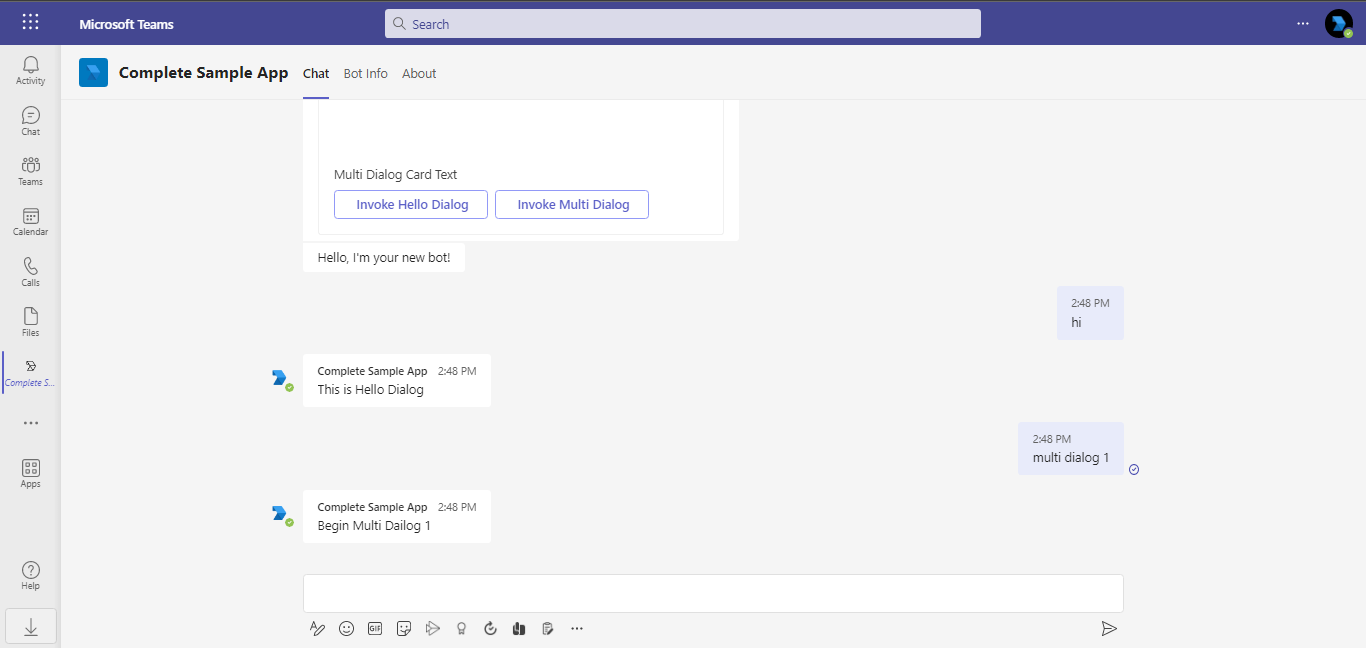 Microsoft Teams
Search
Activity
Chat
Teams
Calendar
Calls
Files
Complete S...
Apps
Help
Complete Sample App
Chat
Bot Info
About
Multi Dialog Card Text
Invoke Hello Dialog
Invoke Multi Dialog
Hello, I'm your new bot!
2:48 PM
hi
Complete Sample App 2:48 PM
This is Hello Dialog
2:48 PM
multi dialog 1
Complete Sample App 2:48 PM
Begin Multi Dailog 1
GIF